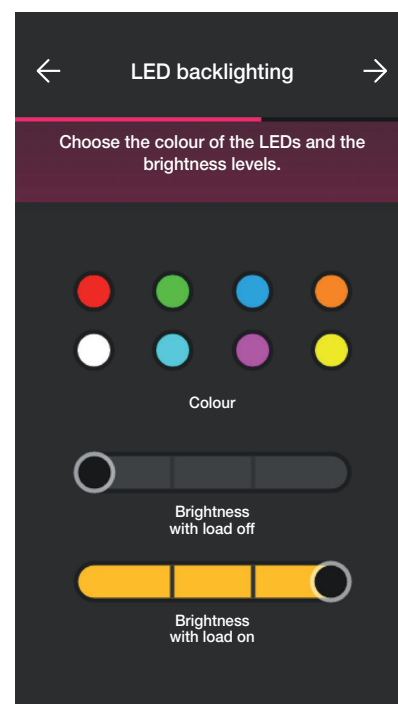 LED backlighting
Choose the colour of the LEDs and the
brightness levels.
Colour
Brightness
with load off
Brightness
with load on